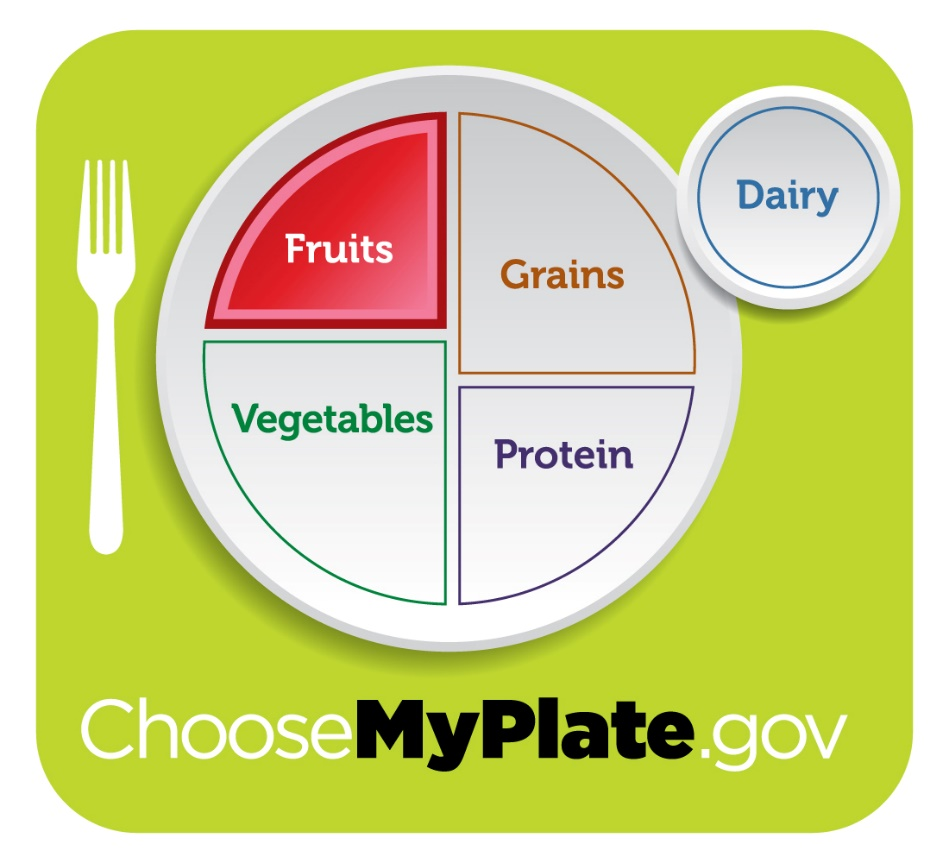 Fruits
Grains
Dairy
Vegetables
Protein
ChooseMyPlate.gov